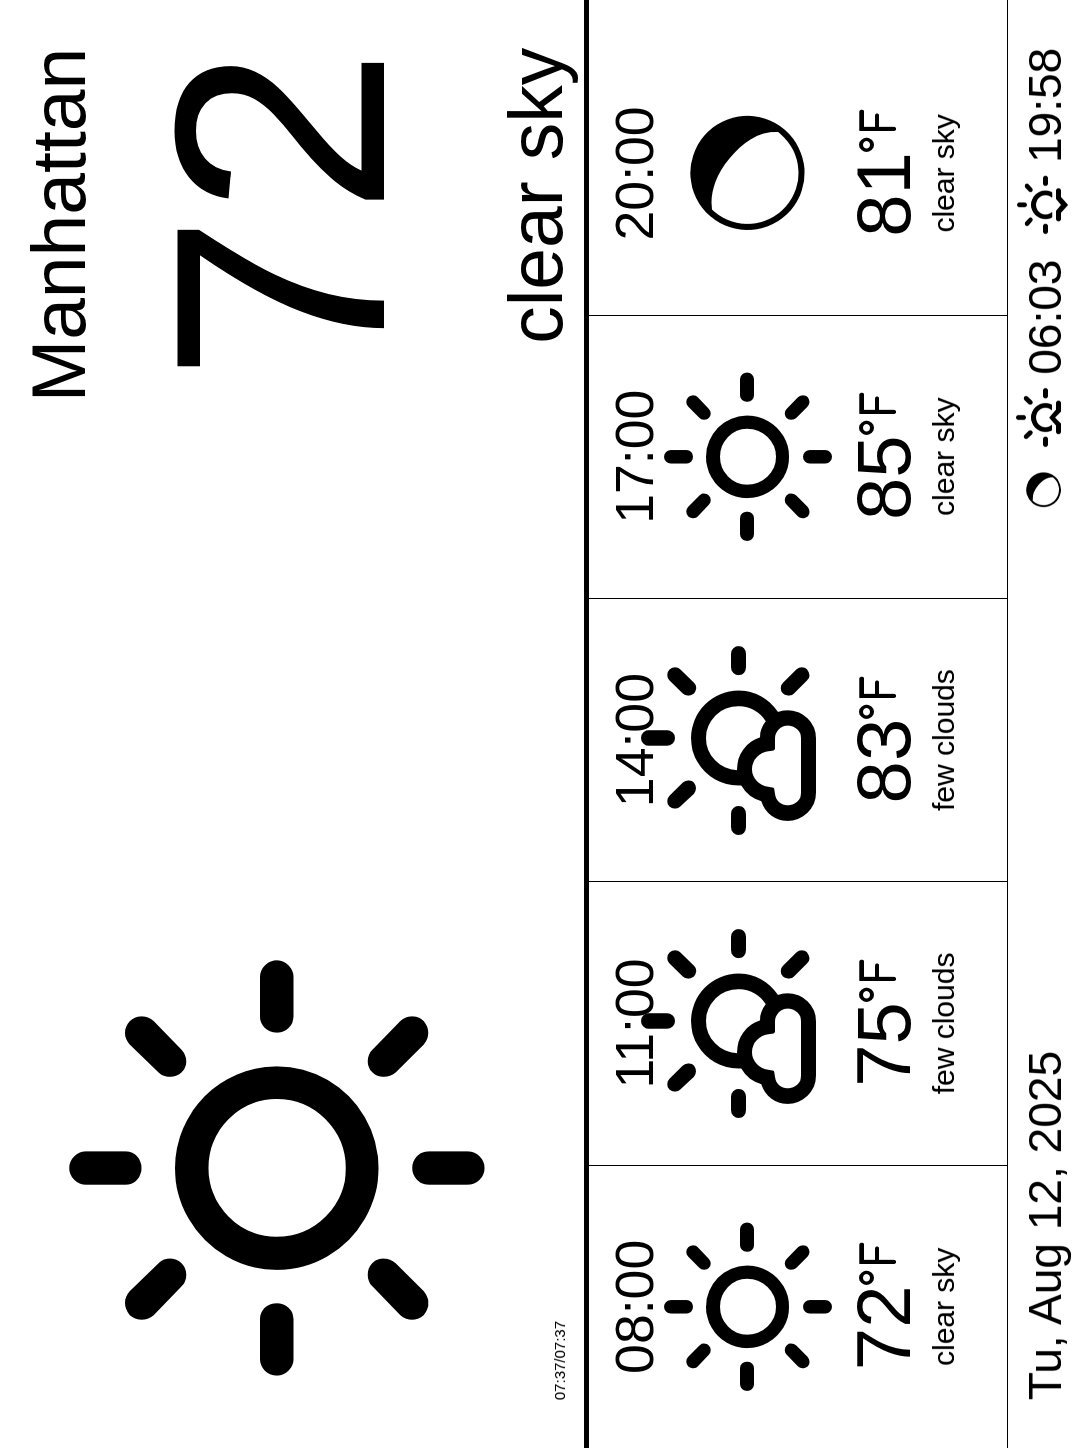 Manhattan
72
clear sky
07:37/07:37
08:00 11:00 14:00 17:00 20:00
72°F 75°F 83°F 85°F 81°F
clear sky few clouds few clouds clear sky clear sky
Tu, Aug 12, 2025 06:03 19:58